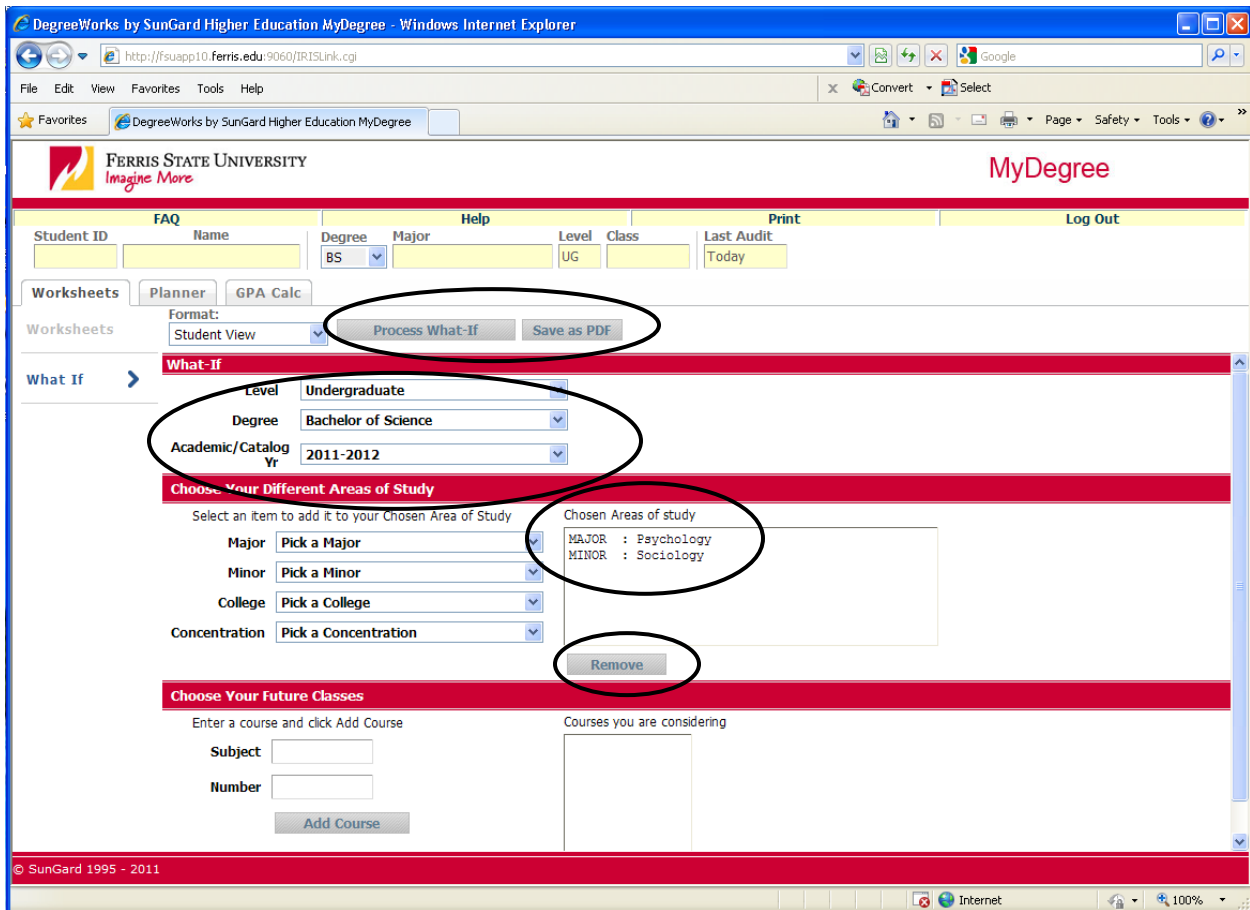 DegreeWorks by SunGard Higher Education MyDegree - Windows Internet Explorer
http://fsuapp10.ferris.edu:9060/IRISLink.cgi
Google
File Edit View Favorites Tools Help
x Convert Select
Favorites DegreeWorks by SunGard Higher Education MyDegree Page Safety Tools »
FERRIS STATE UNIVERSITY
Imagine More
MyDegree
FAQ Help Print Log Out
Student ID Name Degree Major Level Class Last Audit
BS UG Today
Worksheets Planner GPA Calc
Format:
Worksheets Student View Process What-If Save as PDF
What-If
What If
Level Undergraduate
Degree Bachelor of Science
Academic/Catalog
Yr 2011-2012
Choose Your Different Areas of Study
Select an item to add it to your Chosen Area of Study Chosen Areas of study
Major Pick a Major MAJOR : Psychology
MINOR : Sociology
Minor Pick a Minor
College Pick a College
Concentration Pick a Concentration
Remove
Choose Your Future Classes
Enter a course and click Add Course Courses you are considering
Subject
Number
Add Course
© SunGard 1995 - 2011
Internet 100%